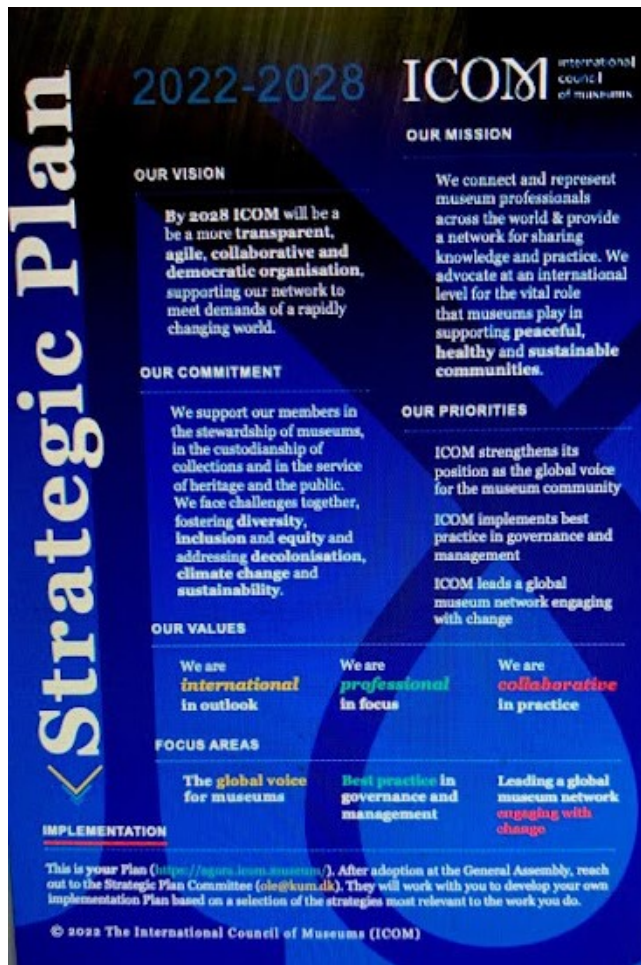 Strategic Plan
2022-2028
ICOM
international
council
of museums
OUR VISION
By 2028 ICOM will be a
be a more transparent,
agile, collaborative and
democratic organisation,
supporting our network to
meet demands of a rapidly
changing world.
OUR MISSION
We connect and represent
museum professionals
across the world & provide
a network for sharing
knowledge and practice. We
advocate at an international
level for the vital role
that museums play in
supporting peaceful,
healthy and sustainable
communities.
OUR COMMITMENT
We support our members in
the stewardship of museums,
in the custodianship of
collections and in the service
of heritage and the public.
We face challenges together,
fostering diversity,
inclusion and equity and
addressing decolonisation,
climate change and
sustainability.
OUR PRIORITIES
ICOM strengthens its
position as the global voice
for the museum community
ICOM implements best
practice in governance and
management
ICOM leads a global
museum network engaging
with change
OUR VALUES
We are
international
in outlook
We are
professional
in focus
We are
collaborative
in practice
FOCUS AREAS
The global voice
for museums
Best practice in
governance and
management
Leading a global
museum network
engaging with
change
IMPLEMENTATION
This is your Plan (https://agora.icom.museum/). After adoption at the General Assembly, reach
out to the Strategic Plan Committee (ole@kum.dk). They will work with you to develop your own
implementation Plan based on a selection of the strategies most relevant to the work you do.
© 2022 The International Council of Museums (ICOM)